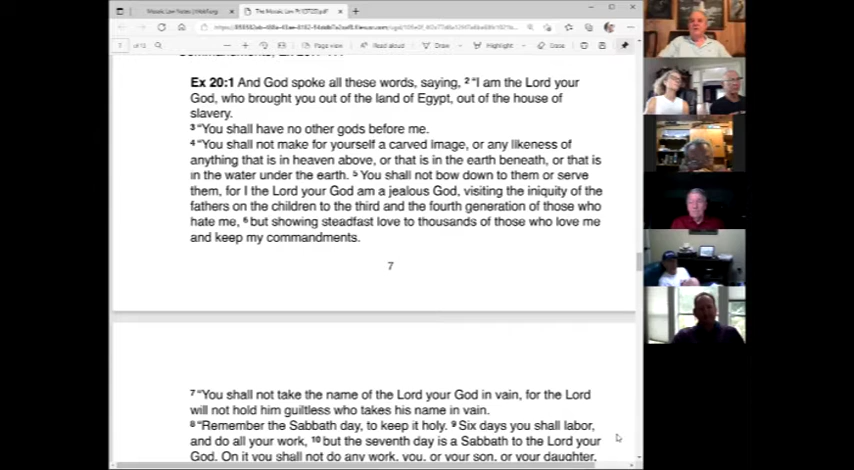 Page view
Read aloud
Draw
Highlight
Erase
Ex 20:1 And God spoke all these words, saying, 2 “I am the Lord your
God, who brought you out of the land of Egypt, out of the house of
slavery.
3 “You shall have no other gods before me.
4 “You shall not make for yourself a carved image, or any likeness of
anything that is in heaven above, or that is in the earth beneath, or that is
in the water under the earth. 5 You shall not bow down to them or serve
them, for I the Lord your God am a jealous God, visiting the iniquity of the
fathers on the children to the third and the fourth generation of those who
hate me, 6 but showing steadfast love to thousands of those who love me
and keep my commandments.
7
7 “You shall not take the name of the Lord your God in vain, for the Lord
will not hold him guiltless who takes his name in vain.
8 “Remember the Sabbath day, to keep it holy. 9 Six days you shall labor,
and do all your work, 10 but the seventh day is a Sabbath to the Lord your
God. On it you shall not do any work, you, or your son, or your daughter,